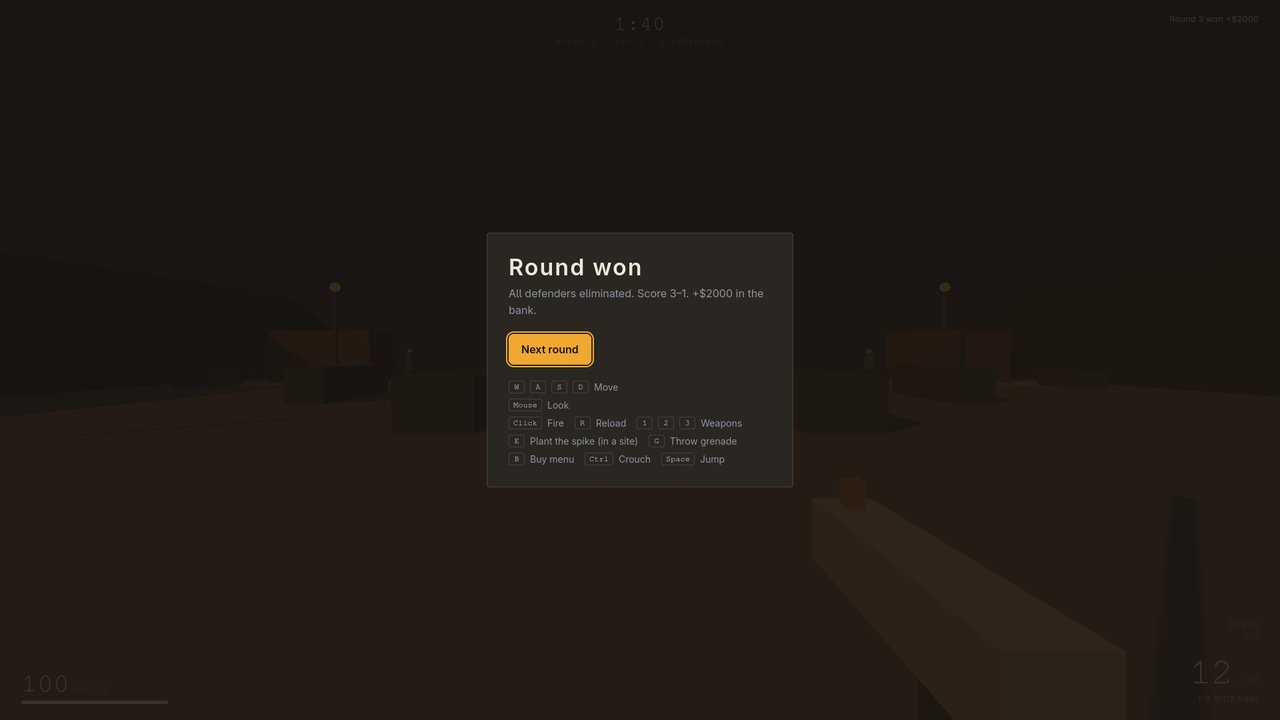 1:40
Round 3 won +$2000
Round won
All defenders eliminated. Score 3–1. +$2000 in the
bank.
Next round
W A S D Move
Mouse Look
Click Fire R Reload 1 2 3 Weapons
E Plant the spike (in a site) G Throw grenade
B Buy menu Ctrl Crouch Space Jump
100 HEALTH
12
P9 SIDEARM